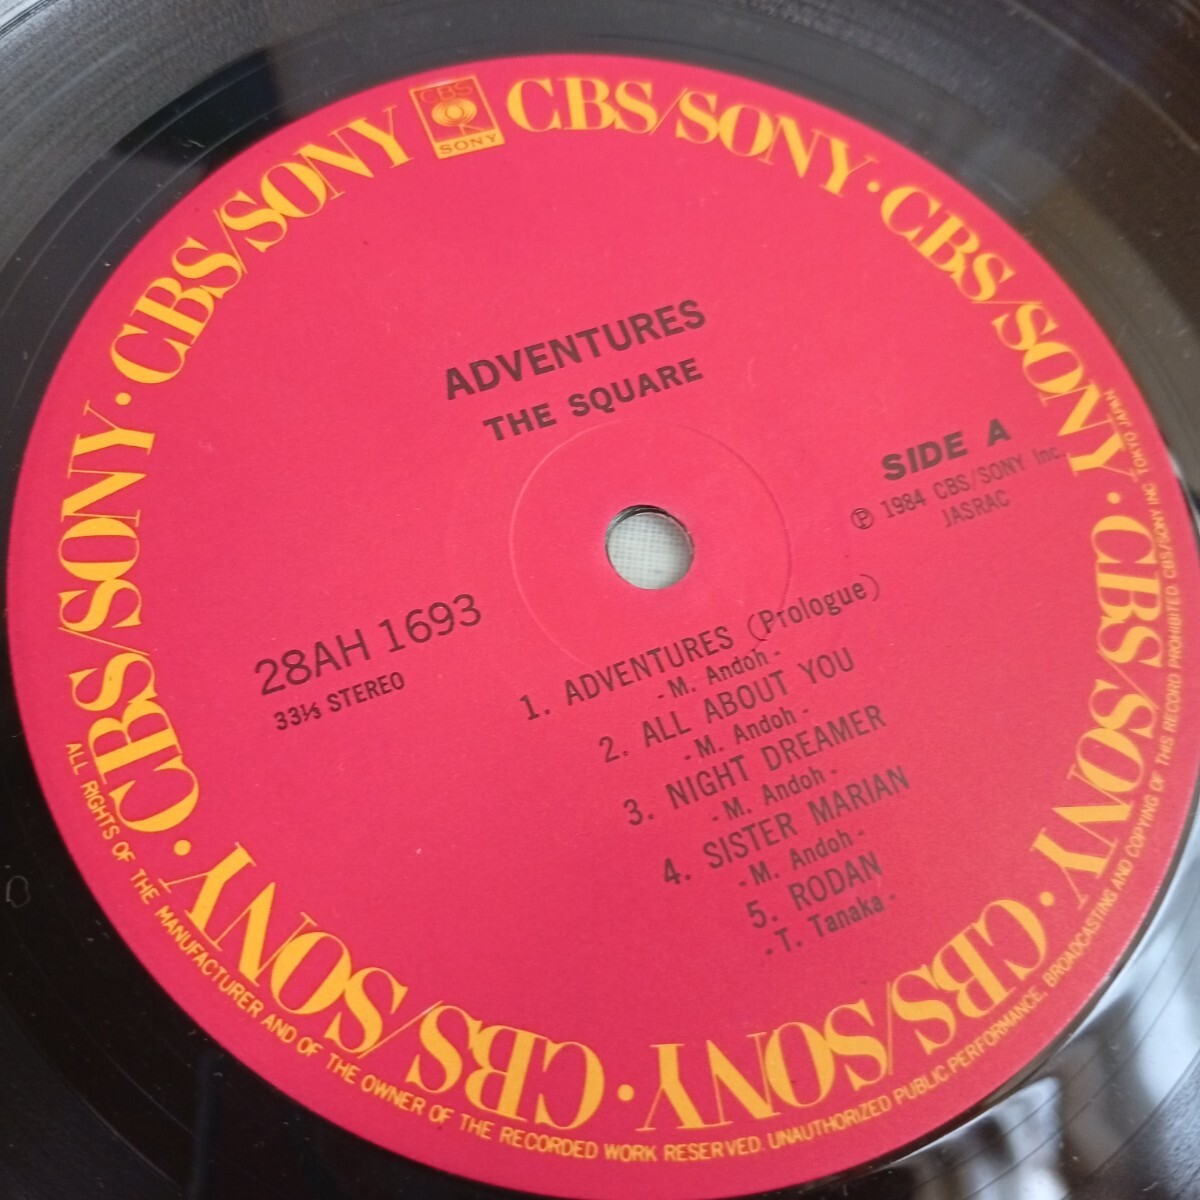 CBS
SONY
CBS/SONY · CBS/SONY · CBS/SONY · CBS/SONY · CBS/SONY · CBS/SONY · CBS/SONY · CBS/SONY
ADVENTURES
THE SQUARE
SIDE A
℗ 1984 CBS/SONY Inc.
JASRAC
28AH 1693
33⅓ STEREO
1. ADVENTURES (Prologue)
- M. Andoh -
2. ALL ABOUT YOU
- M. Andoh -
3. NIGHT DREAMER
- M. Andoh -
4. SISTER MARIAN
- M. Andoh -
5. RODAN
- T. Tanaka -
ALL RIGHTS OF THE MANUFACTURER AND OF THE OWNER OF THE RECORDED WORK RESERVED. UNAUTHORIZED PUBLIC PERFORMANCE, BROADCASTING AND COPYING OF THIS RECORD PROHIBITED CBS/SONY INC TOKYO JAPAN